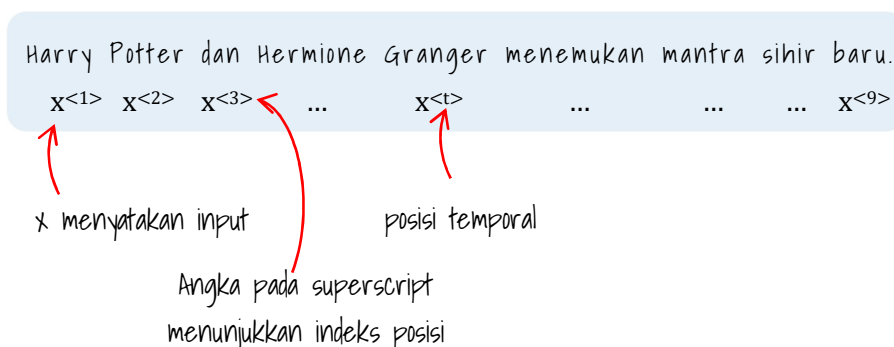 Harry Potter dan Hermione Granger menemukan mantra sihir baru.
x<1> x<2> x<3> ... x<t> ... ... ... x<9>
x menyatakan input
posisi temporal
Angka pada superscript
menunjukkan indeks posisi